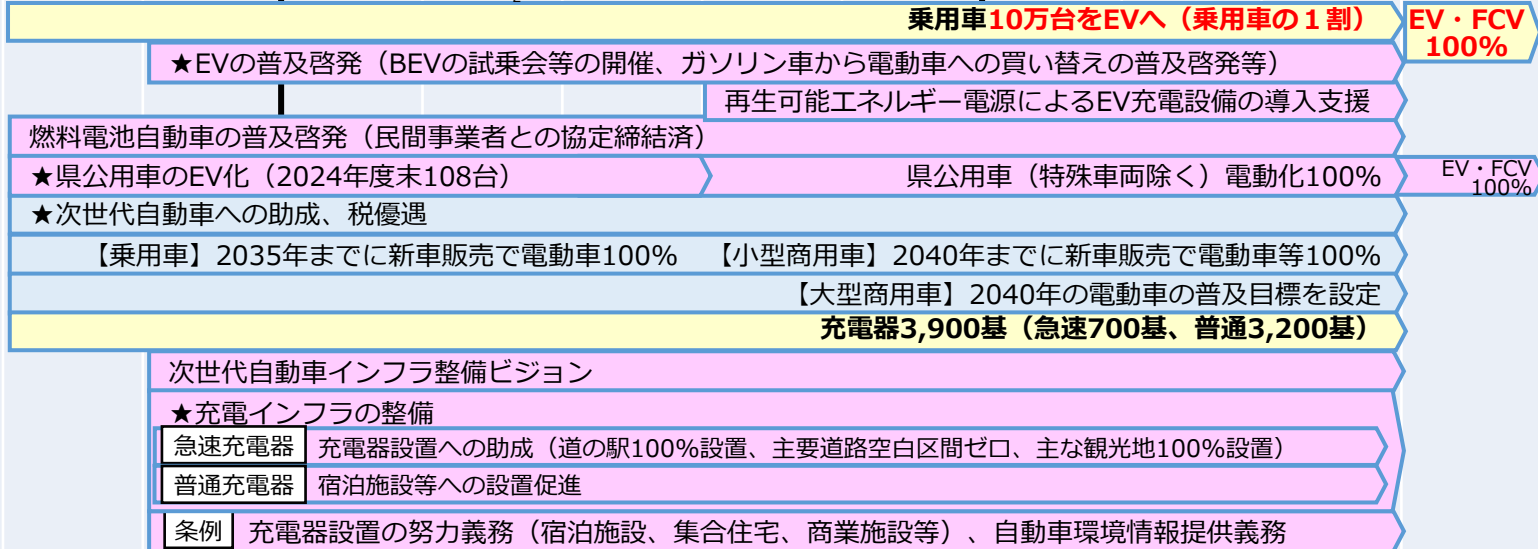 乗用車10万台をEVへ（乗用車の１割）
EV・FCV
100%
★EVの普及啓発（BEVの試乗会等の開催、ガソリン車から電動車への買い替えの普及啓発等）
再生可能エネルギー電源によるEV充電設備の導入支援
燃料電池自動車の普及啓発（民間事業者との協定締結済）
★県公用車のEV化（2024年度末108台）
県公用車（特殊車両除く）電動化100%
EV・FCV
100%
★次世代自動車への助成、税優遇
【乗用車】2035年までに新車販売で電動車100%　【小型商用車】2040年までに新車販売で電動車等100%
【大型商用車】2040年の電動車の普及目標を設定
充電器3,900基（急速700基、普通3,200基）
次世代自動車インフラ整備ビジョン
★充電インフラの整備
急速充電器 充電器設置への助成（道の駅100%設置、主要道路空白区間ゼロ、主な観光地100%設置）
普通充電器 宿泊施設等への設置促進
条例 充電器設置の努力義務（宿泊施設、集合住宅、商業施設等）、自動車環境情報提供義務